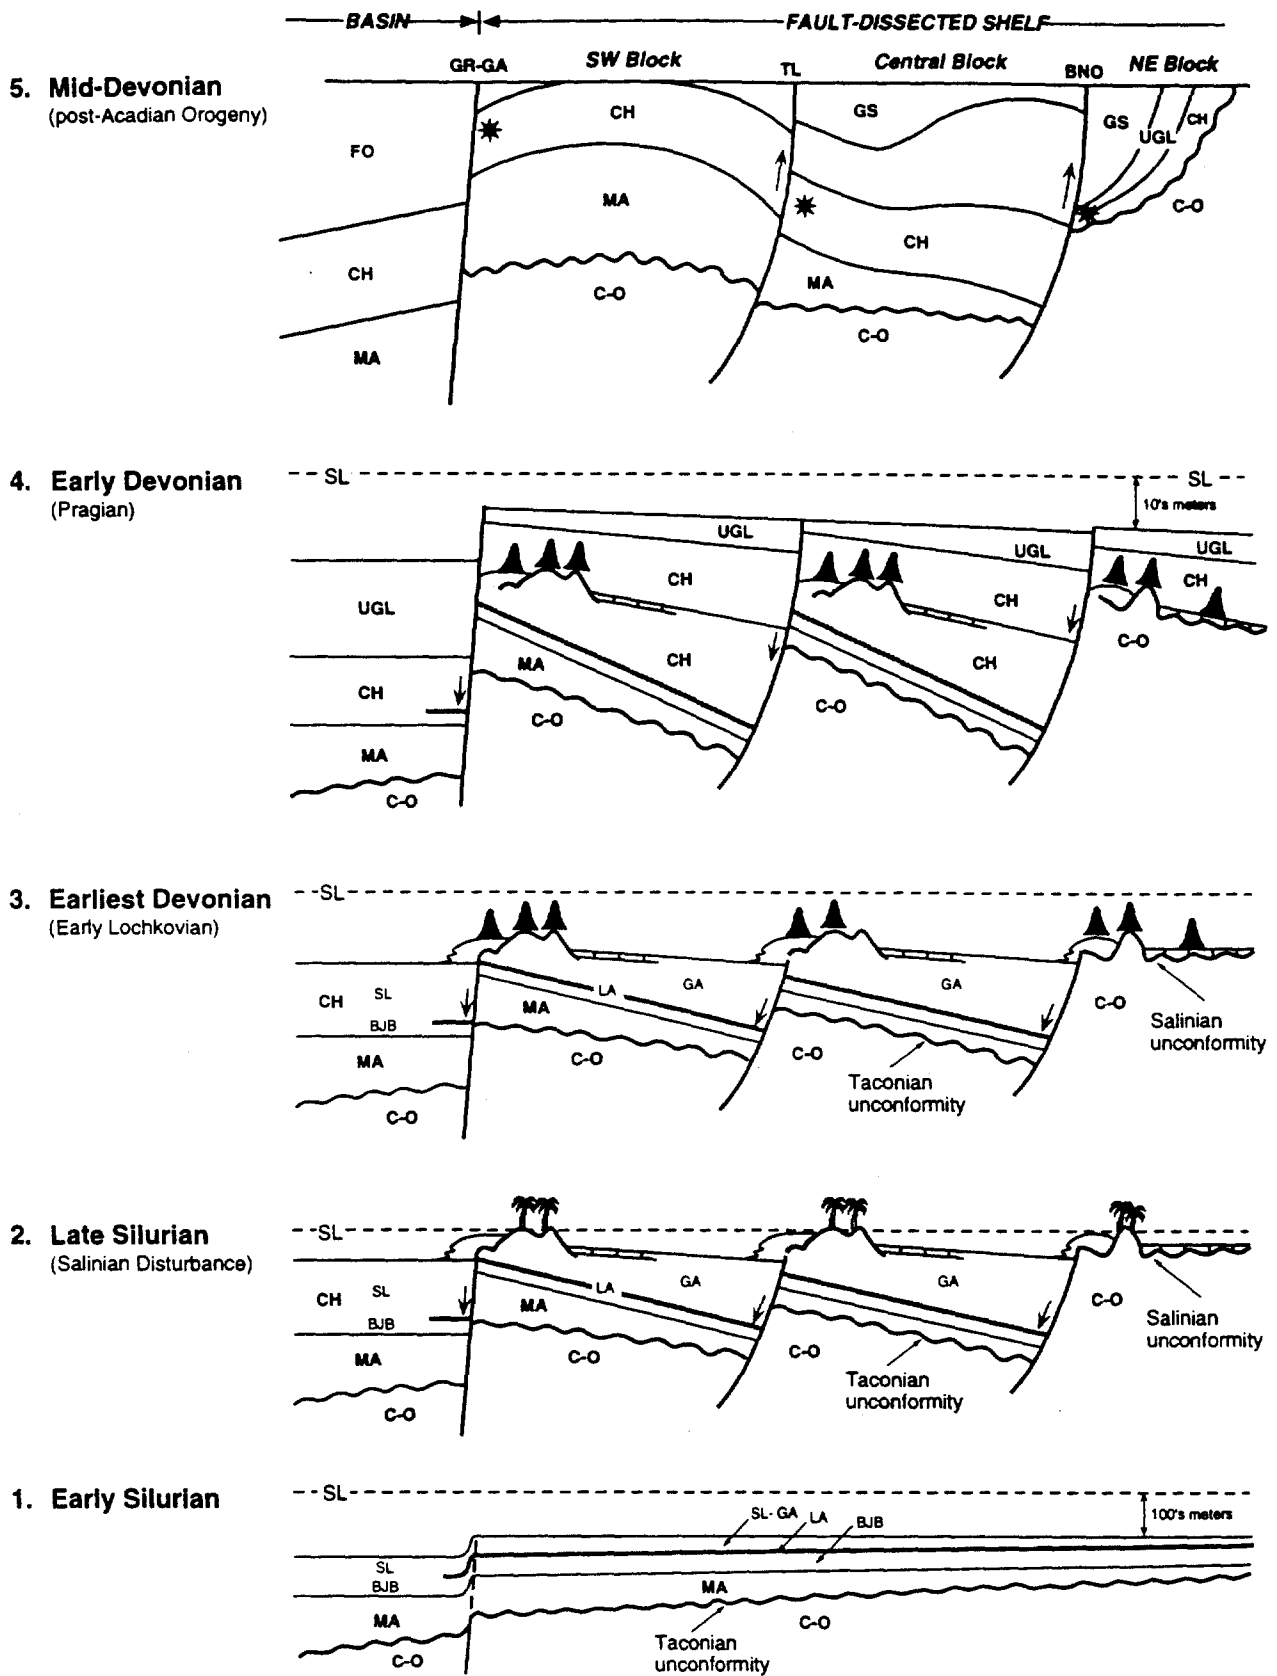 BASIN
FAULT-DISSECTED SHELF
5. Mid-Devonian
(post-Acadian Orogeny)
GR-GA
SW Block
TL
Central Block
BNO
NE Block
CH
GS
GS
CH
UGL
FO
MA
C-O
CH
CH
MA
C-O
C-O
MA
4. Early Devonian
(Pragian)
SL
SL
10's meters
UGL
UGL
UGL
CH
CH
CH
UGL
C-O
MA
CH
CH
CH
C-O
C-O
MA
C-O
3. Earliest Devonian
(Early Lochkovian)
SL
CH
SL
LA
GA
GA
BJB
MA
C-O
MA
C-O
C-O
Salinian
unconformity
Taconian
unconformity
C-O
2. Late Silurian
(Salinian Disturbance)
SL
CH
SL
LA
GA
GA
BJB
MA
C-O
MA
C-O
C-O
Salinian
unconformity
Taconian
unconformity
C-O
1. Early Silurian
SL
100's meters
SL-GA
LA
BJB
SL
BJB
MA
MA
C-O
C-O
Taconian
unconformity